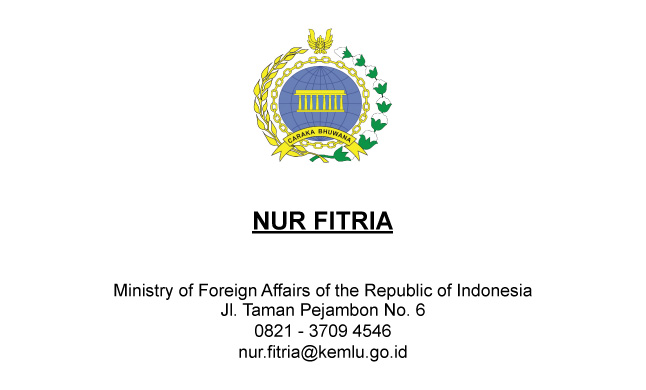 CARAKA BHUWANA
NUR FITRIA
Ministry of Foreign Affairs of the Republic of Indonesia
Jl. Taman Pejambon No. 6
0821 - 3709 4546
nur.fitria@kemlu.go.id